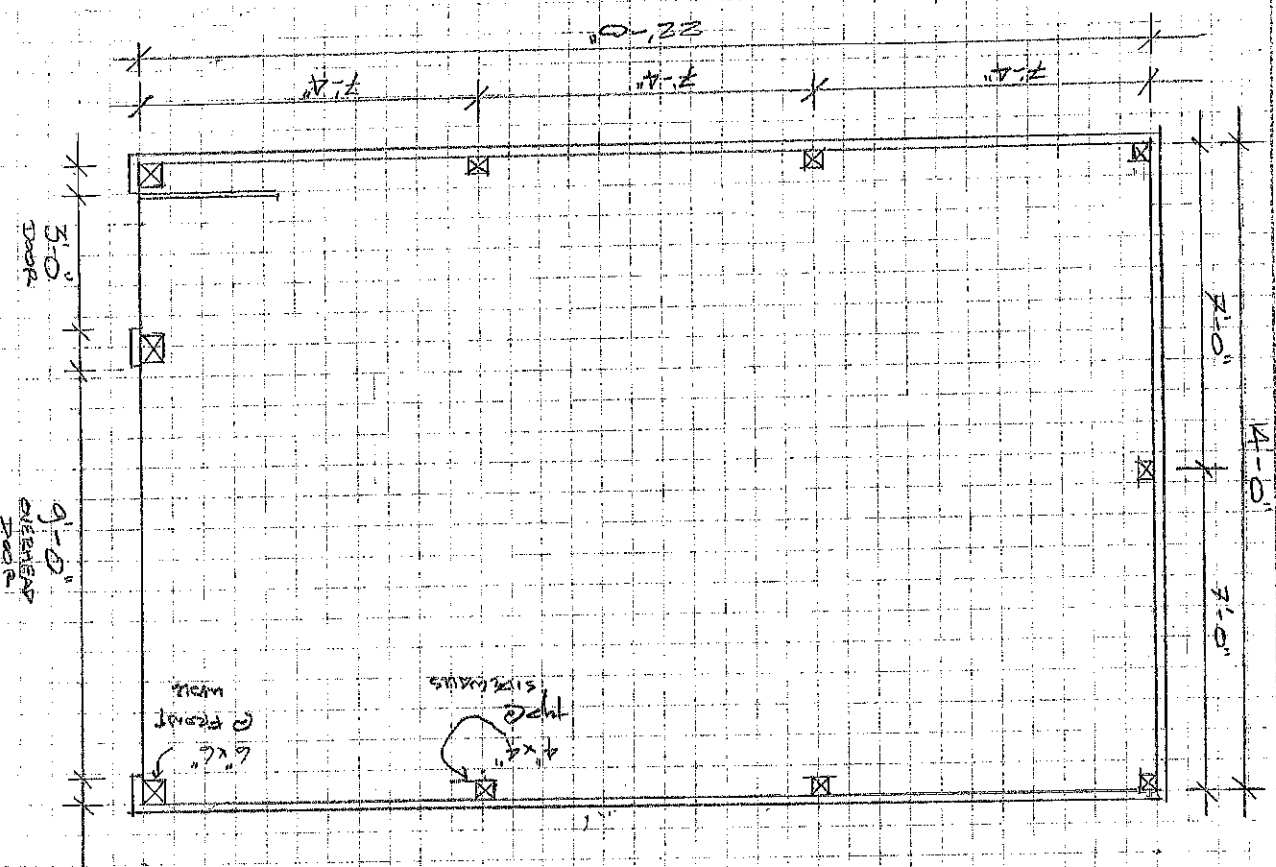 22'-0"
7'-4"
7'-4"
7'-4"
3'-0"
DOOR
9'-0"
OVERHEAD
DOOR
7'-0"
7'-0"
14'-0"
6"x6"
@ FRONT
WALL
4"x4"
TYP @
SIDEWALLS